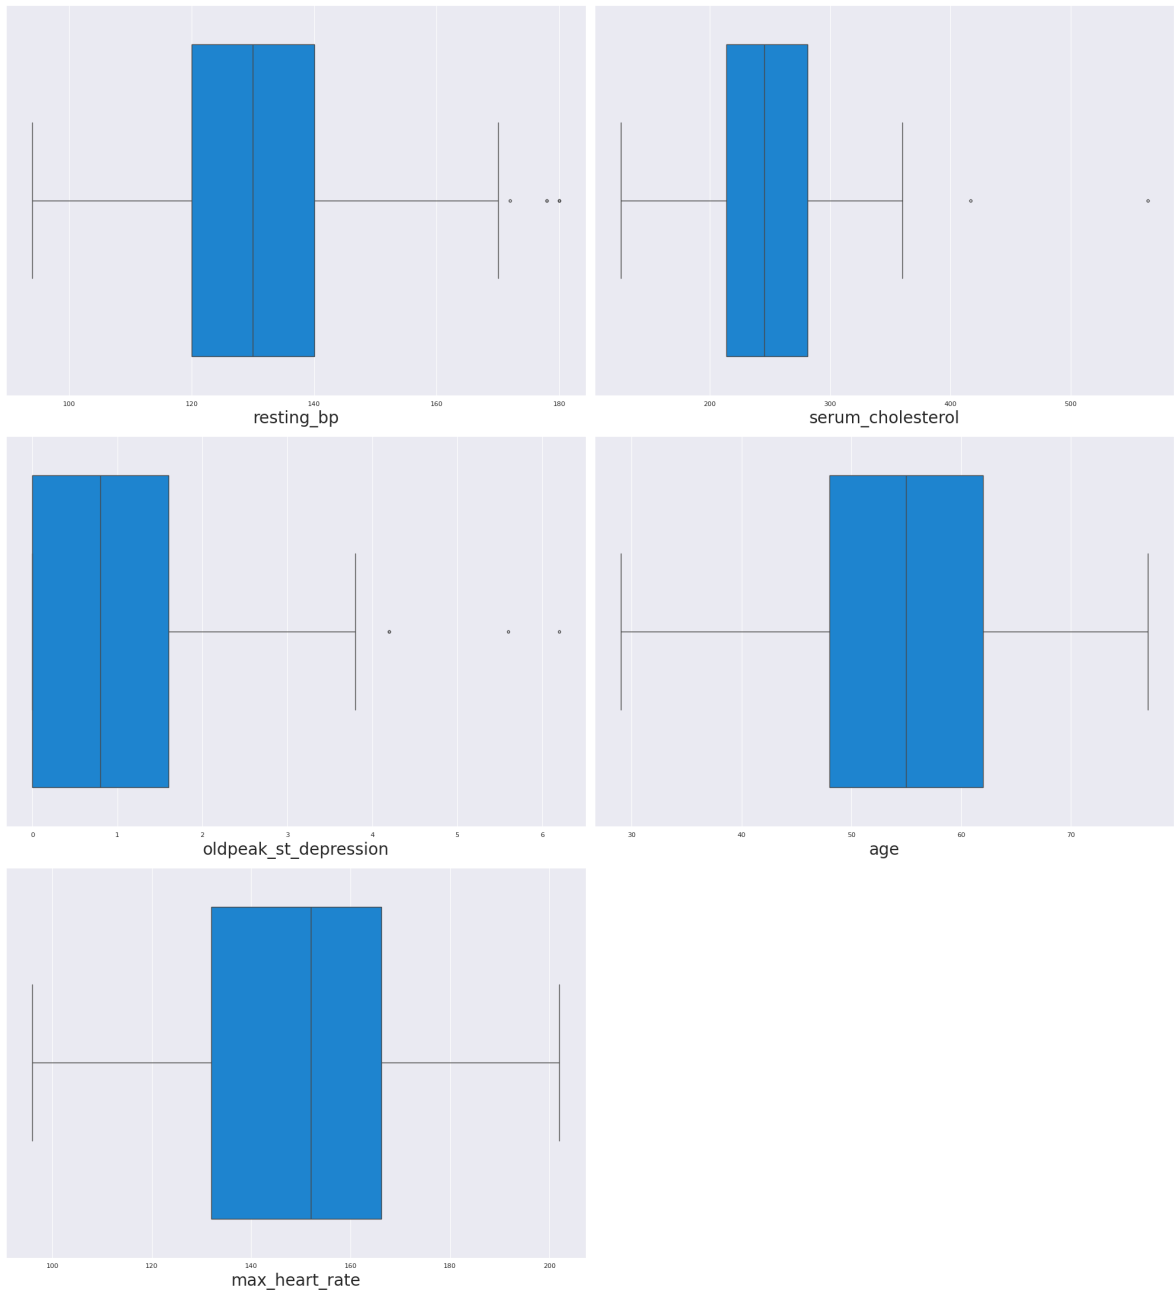 100 120 140 160 180
resting_bp
200 300 400 500
serum_cholesterol
0 1 2 3 4 5 6
oldpeak_st_depression
30 40 50 60 70
age
100 120 140 160 180 200
max_heart_rate